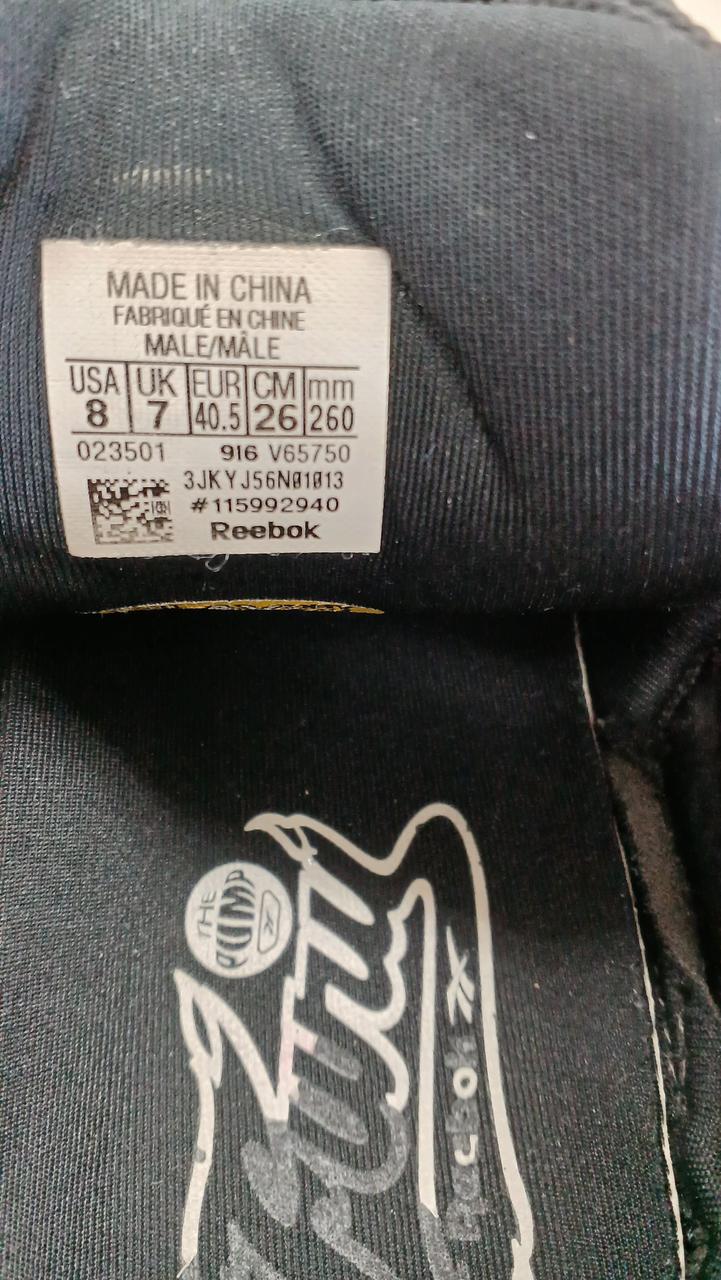 MADE IN CHINA
FABRIQUÉ EN CHINE
MALE/MÂLE
USA UK EUR CM mm
8 7 40.5 26 260
023501 916 V65750
3JKYJ56N01013
#115992940
Reebok
THE
PUMP
Reebok